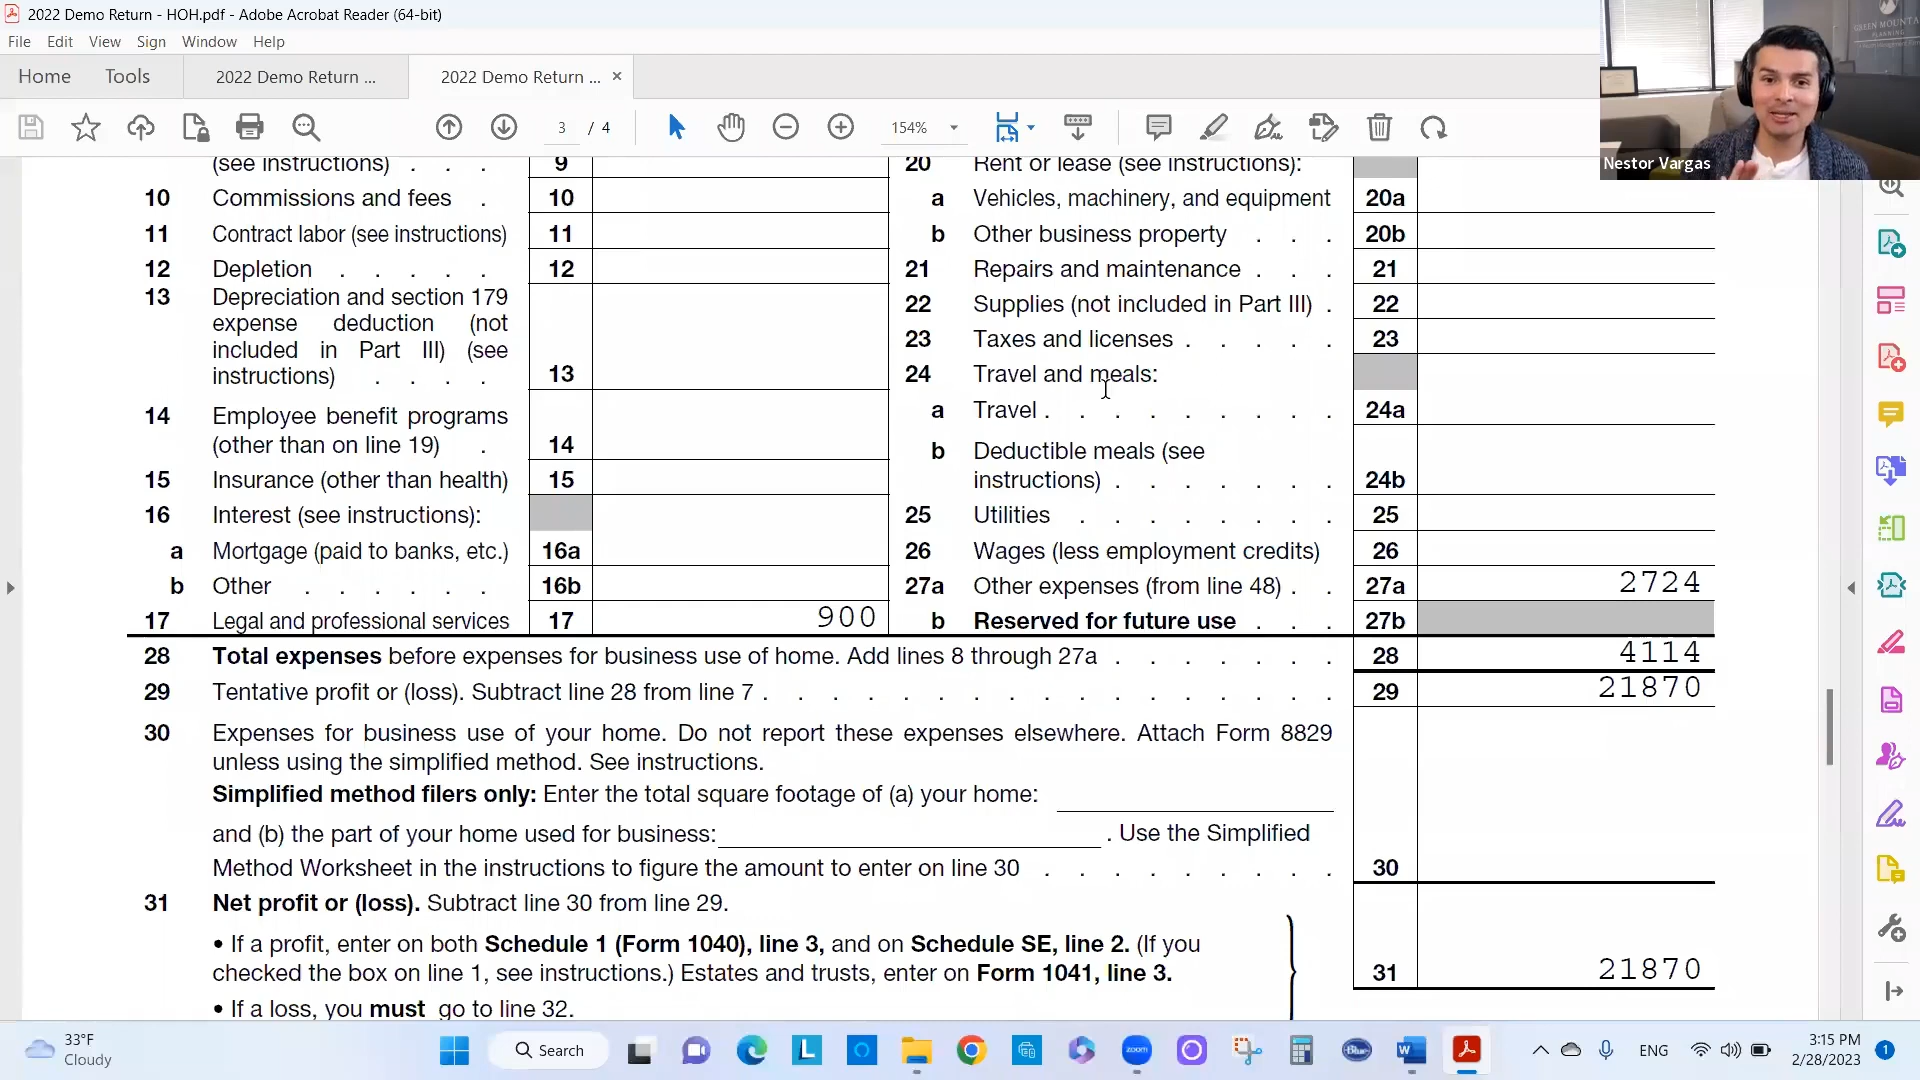 2022 Demo Return - HOH.pdf - Adobe Acrobat Reader (64-bit)
File Edit View Sign Window Help
Home Tools 2022 Demo Return ... 2022 Demo Return ... ×
3 / 4 154%
GREEN MOUNTA
PLANNING
Nestor Vargas
(see instructions) . . . 9
10 Commissions and fees . 10
11 Contract labor (see instructions) 11
12 Depletion . . . . . 12
13 Depreciation and section 179
expense deduction (not
included in Part III) (see
instructions) . . . . 13
14 Employee benefit programs
(other than on line 19) . 14
15 Insurance (other than health) 15
16 Interest (see instructions):
a Mortgage (paid to banks, etc.) 16a
b Other . . . . . . 16b
17 Legal and professional services 17 900
20 Rent or lease (see instructions):
a Vehicles, machinery, and equipment 20a
b Other business property . . . 20b
21 Repairs and maintenance . . . 21
22 Supplies (not included in Part III) . 22
23 Taxes and licenses . . . . . 23
24 Travel and meals:
a Travel . . . . . . . . . 24a
b Deductible meals (see
instructions) . . . . . . . 24b
25 Utilities . . . . . . . . 25
26 Wages (less employment credits) 26
27a Other expenses (from line 48) . . 27a 2724
b Reserved for future use . . . 27b
28 Total expenses before expenses for business use of home. Add lines 8 through 27a . . . . . . . 28 4114
29 Tentative profit or (loss). Subtract line 28 from line 7 . . . . . . . . . . . . . . . . . 29 21870
30 Expenses for business use of your home. Do not report these expenses elsewhere. Attach Form 8829
unless using the simplified method. See instructions.
Simplified method filers only: Enter the total square footage of (a) your home:
and (b) the part of your home used for business: . Use the Simplified
Method Worksheet in the instructions to figure the amount to enter on line 30 . . . . . . . . . 30
31 Net profit or (loss). Subtract line 30 from line 29.
• If a profit, enter on both Schedule 1 (Form 1040), line 3, and on Schedule SE, line 2. (If you
checked the box on line 1, see instructions.) Estates and trusts, enter on Form 1041, line 3. 31 21870
• If a loss, you must go to line 32.
33°F
Cloudy
Search
L
zoom
Blue
W
ENG
3:15 PM
2/28/2023
1